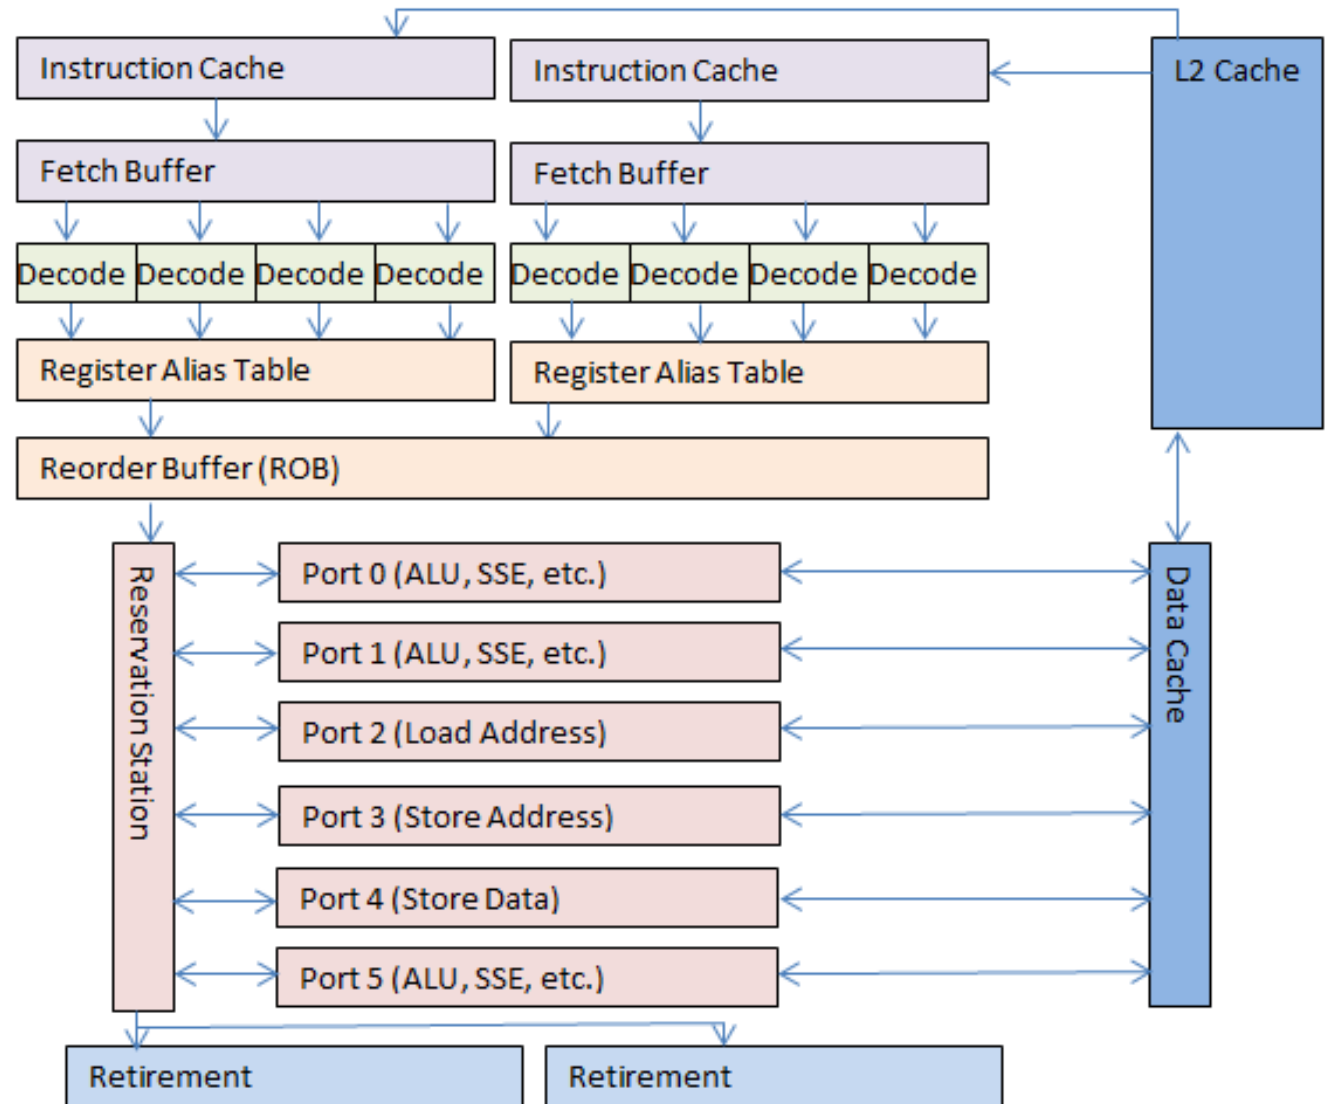 Instruction Cache
Instruction Cache
L2 Cache
Fetch Buffer
Fetch Buffer
Decode Decode Decode Decode
Decode Decode Decode Decode
Register Alias Table
Register Alias Table
Reorder Buffer (ROB)
Reservation Station
Port 0 (ALU, SSE, etc.)
Port 1 (ALU, SSE, etc.)
Port 2 (Load Address)
Port 3 (Store Address)
Port 4 (Store Data)
Port 5 (ALU, SSE, etc.)
Data Cache
Retirement
Retirement